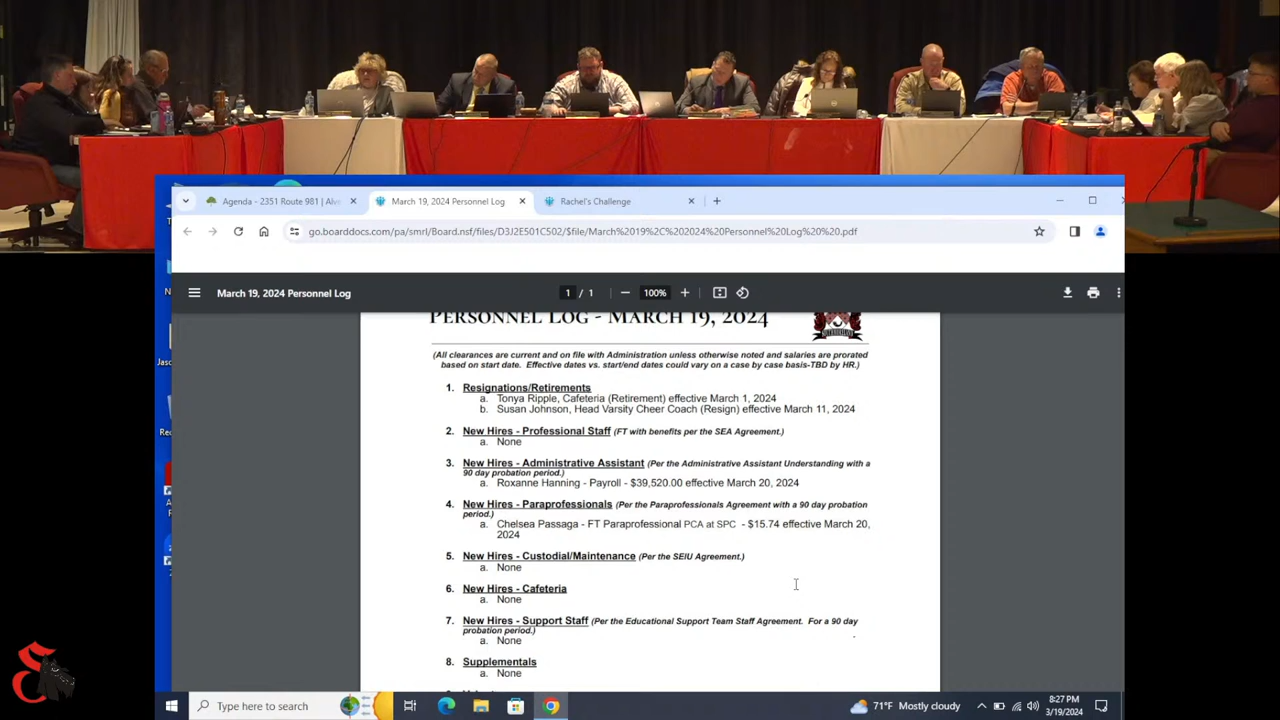 Agenda - 2351 Route 981 | Alv
March 19, 2024 Personnel Log
Rachel's Challenge
go.boarddocs.com/pa/smrl/Board.nsf/files/D3J2E501C502/$file/March%2019%2C%202024%20Personnel%20Log%20%20.pdf
March 19, 2024 Personnel Log
1 / 1
100%
PERSONNEL LOG - MARCH 19, 2024
(All clearances are current and on file with Administration unless otherwise noted and salaries are prorated
based on start date. Effective dates vs. start/end dates could vary on a case by case basis-TBD by HR.)
1. Resignations/Retirements
a. Tonya Ripple, Cafeteria (Retirement) effective March 1, 2024
b. Susan Johnson, Head Varsity Cheer Coach (Resign) effective March 11, 2024
2. New Hires - Professional Staff (FT with benefits per the SEA Agreement.)
a. None
3. New Hires - Administrative Assistant (Per the Administrative Assistant Understanding with a
90 day probation period.)
a. Roxanne Hanning - Payroll - $39,520.00 effective March 20, 2024
4. New Hires - Paraprofessionals (Per the Paraprofessionals Agreement with a 90 day probation
period.)
a. Chelsea Passaga - FT Paraprofessional PCA at SPC - $15.74 effective March 20,
2024
5. New Hires - Custodial/Maintenance (Per the SEIU Agreement.)
a. None
6. New Hires - Cafeteria
a. None
7. New Hires - Support Staff (Per the Educational Support Team Staff Agreement. For a 90 day
probation period.)
a. None
8. Supplementals
a. None
Type here to search
71°F Mostly cloudy
8:27 PM
3/19/2024